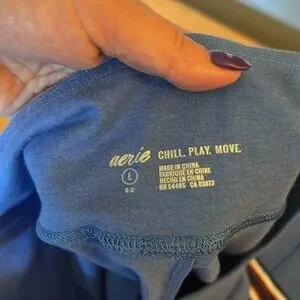 aerie CHILL. PLAY. MOVE.
L
MADE IN CHINA
FABRIQUÉ EN CHINE
HECHO EN CHINA
RN 54485 CA 03873